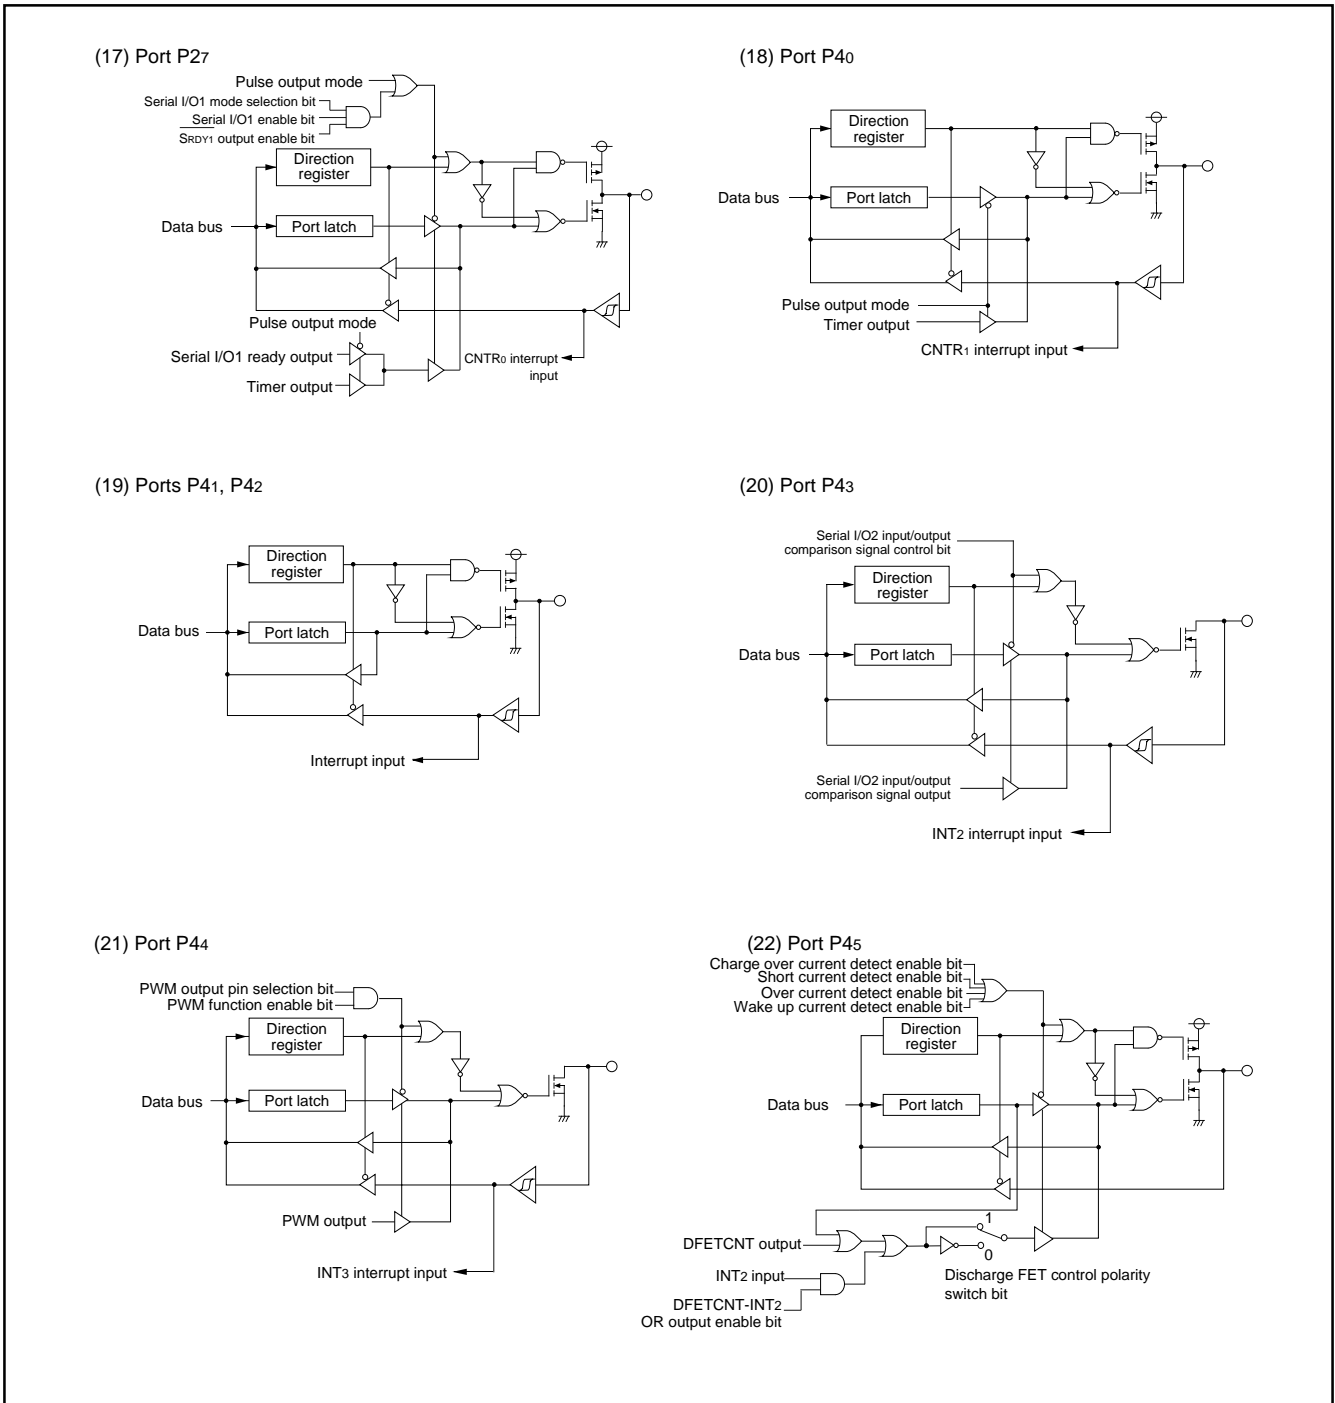 (17) Port P27
Pulse output mode
Serial I/O1 mode selection bit
Serial I/O1 enable bit
SRDY1 output enable bit
Direction
register
Data bus
Port latch
Pulse output mode
Serial I/O1 ready output
Timer output
CNTR0 interrupt
input
(18) Port P40
Direction
register
Data bus
Port latch
Pulse output mode
Timer output
CNTR1 interrupt input
(19) Ports P41, P42
Direction
register
Data bus
Port latch
Interrupt input
(20) Port P43
Serial I/O2 input/output
comparison signal control bit
Direction
register
Data bus
Port latch
Serial I/O2 input/output
comparison signal output
INT2 interrupt input
(21) Port P44
PWM output pin selection bit
PWM function enable bit
Direction
register
Data bus
Port latch
PWM output
INT3 interrupt input
(22) Port P45
Charge over current detect enable bit
Short current detect enable bit
Over current detect enable bit
Wake up current detect enable bit
Direction
register
Data bus
Port latch
DFETCNT output
1
0
INT2 input
DFETCNT-INT2
OR output enable bit
Discharge FET control polarity
switch bit